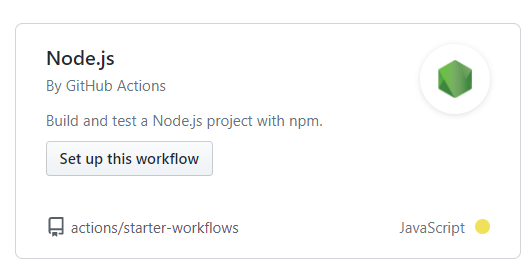 Node.js
By GitHub Actions
Build and test a Node.js project with npm.
Set up this workflow
actions/starter-workflows JavaScript